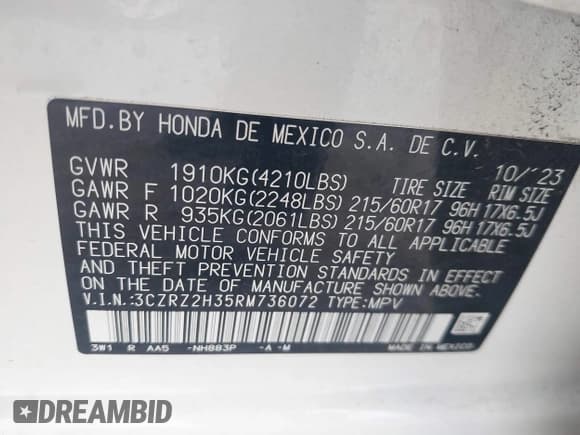 MFD.BY HONDA DE MEXICO S.A. DE C.V.
10/'23
GVWR 1910KG(4210LBS) TIRE SIZE RIM SIZE
GAWR F 1020KG(2248LBS) 215/60R17 96H 17X6.5J
GAWR R 935KG(2061LBS) 215/60R17 96H 17X6.5J
THIS VEHICLE CONFORMS TO ALL APPLICABLE
FEDERAL MOTOR VEHICLE SAFETY
AND THEFT PREVENTION STANDARDS IN EFFECT
ON THE DATE OF MANUFACTURE SHOWN ABOVE.
V.I.N.:3CZRZ2H35RM736072 TYPE:MPV
3W1 R AA5 -NH883P -A-M MADE IN MEXICO
DREAMBID